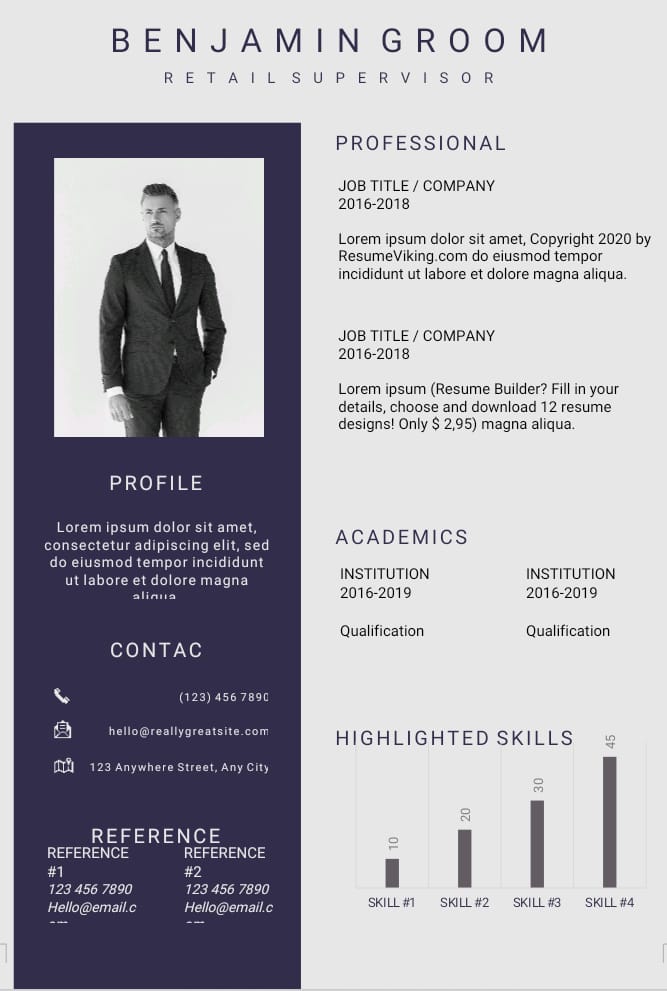 BENJAMIN GROOM
RETAIL SUPERVISOR
PROFILE
Lorem ipsum dolor sit amet,
consectetur adipiscing elit, sed
do eiusmod tempor incididunt
ut labore et dolore magna
aliqua
CONTAC
(123) 456 7890
hello@reallygreatsite.com
123 Anywhere Street, Any City
REFERENCE
REFERENCE
#1
123 456 7890
Hello@email.c
om
REFERENCE
#2
123 456 7890
Hello@email.c
om
PROFESSIONAL
JOB TITLE / COMPANY
2016-2018
Lorem ipsum dolor sit amet, Copyright 2020 by
ResumeViking.com do eiusmod tempor
incididunt ut labore et dolore magna aliqua.
JOB TITLE / COMPANY
2016-2018
Lorem ipsum (Resume Builder? Fill in your
details, choose and download 12 resume
designs! Only $ 2,95) magna aliqua.
ACADEMICS
INSTITUTION
2016-2019
Qualification
INSTITUTION
2016-2019
Qualification
HIGHLIGHTED SKILLS
10
20
30
45
SKILL #1
SKILL #2
SKILL #3
SKILL #4